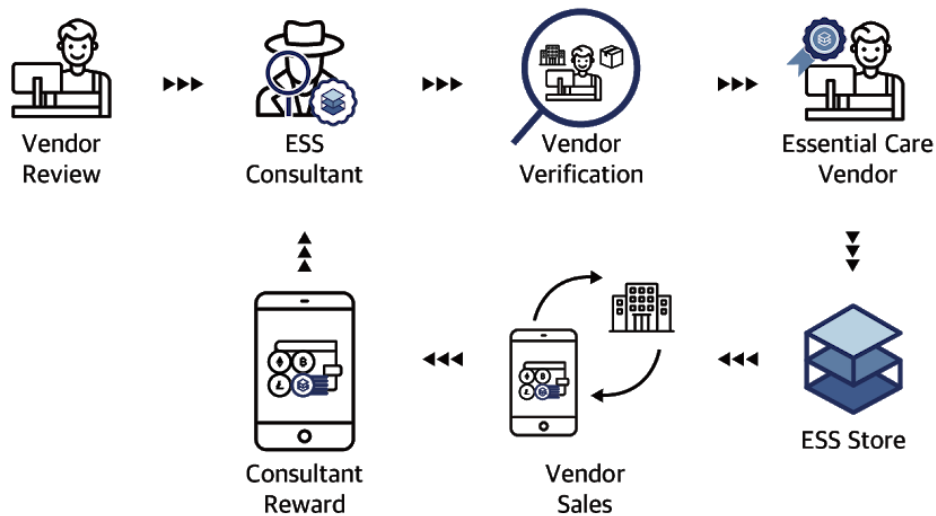 Vendor
Review
ESS
Consultant
Vendor
Verification
Essential Care
Vendor
Consultant
Reward
Vendor
Sales
ESS Store